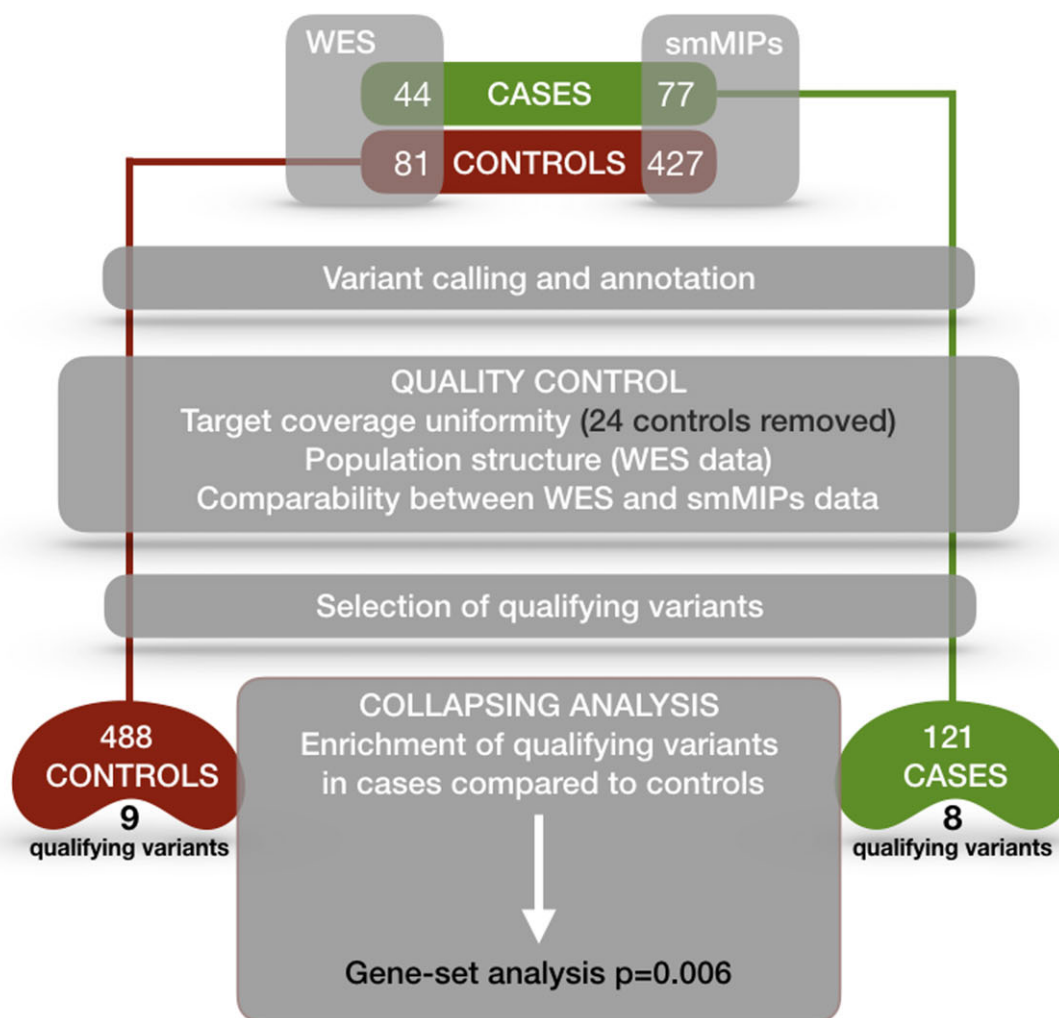 WES
smMIPs
44 CASES 77
81 CONTROLS 427
Variant calling and annotation
QUALITY CONTROL
Target coverage uniformity (24 controls removed)
Population structure (WES data)
Comparability between WES and smMIPs data
Selection of qualifying variants
488
CONTROLS
9
qualifying variants
COLLAPSING ANALYSIS
Enrichment of qualifying variants
in cases compared to controls
Gene-set analysis p=0.006
121
CASES
8
qualifying variants